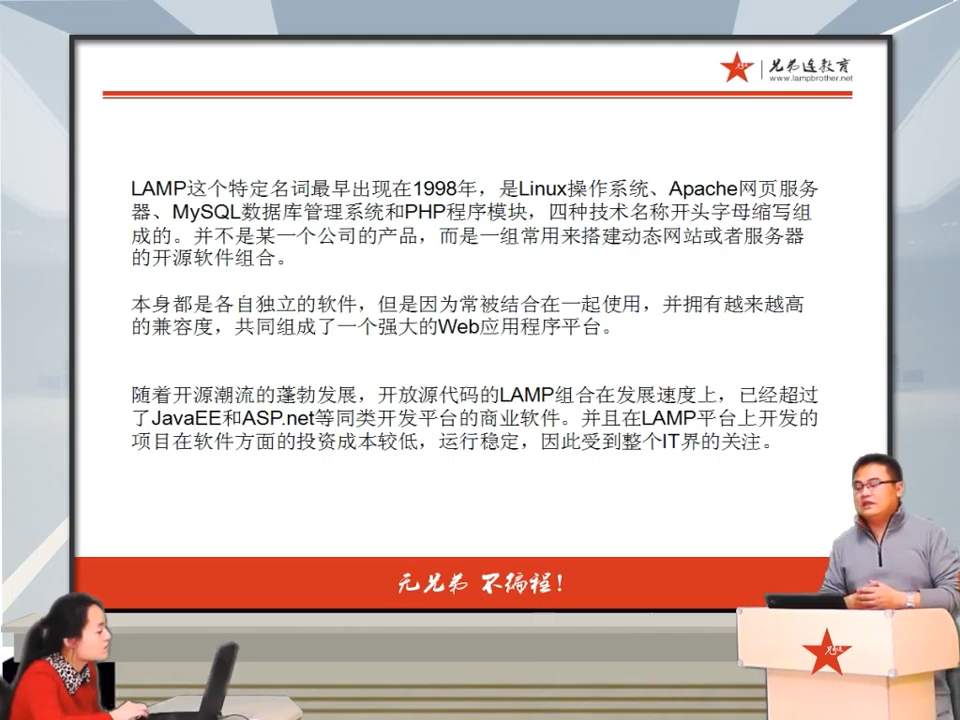 兄弟连教育
www.lampbrother.net
LAMP这个特定名词最早出现在1998年，是Linux操作系统、Apache网页服务
器、MySQL数据库管理系统和PHP程序模块，四种技术名称开头字母缩写组
成的。并不是某一个公司的产品，而是一组常用来搭建动态网站或者服务器
的开源软件组合。
本身都是各自独立的软件，但是因为常被结合在一起使用，并拥有越来越高
的兼容度，共同组成了一个强大的Web应用程序平台。
随着开源潮流的蓬勃发展，开放源代码的LAMP组合在发展速度上，已经超过
了JavaEE和ASP.net等同类开发平台的商业软件。并且在LAMP平台上开发的
项目在软件方面的投资成本较低，运行稳定，因此受到整个IT界的关注。
无兄弟 不编程!